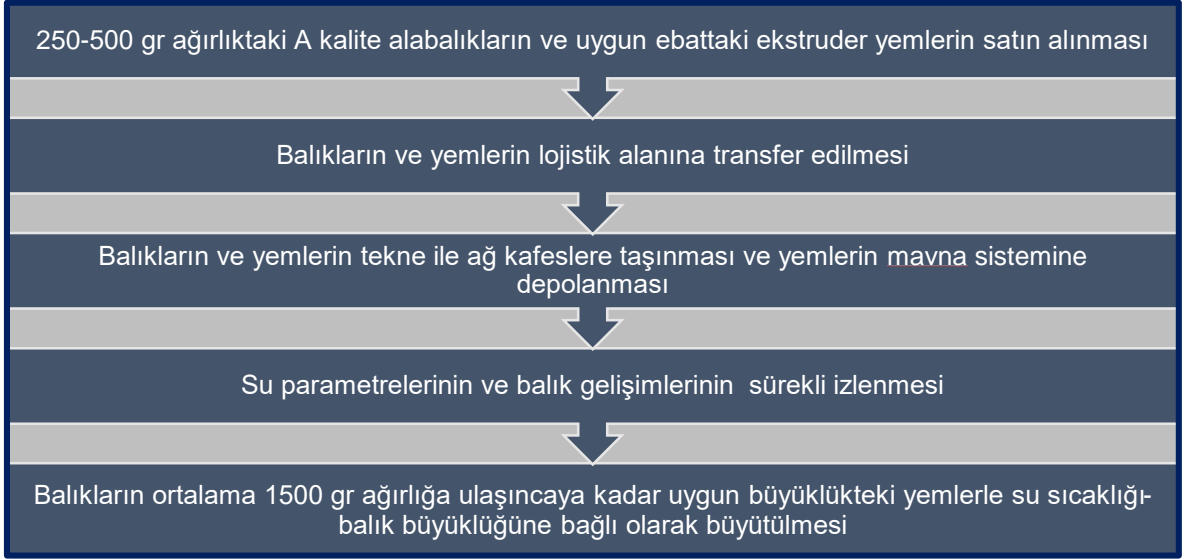 250-500 gr ağırlıktaki A kalite alabalıkların ve uygun ebattaki ekstruder yemlerin satın alınması
Balıkların ve yemlerin lojistik alanına transfer edilmesi
Balıkların ve yemlerin tekne ile ağ kafeslere taşınması ve yemlerin mavna sistemine
depolanması
Su parametrelerinin ve balık gelişimlerinin  sürekli izlenmesi
Balıkların ortalama 1500 gr ağırlığa ulaşıncaya kadar uygun büyüklükteki yemlerle su sıcaklığı-
balık büyüklüğüne bağlı olarak büyütülmesi